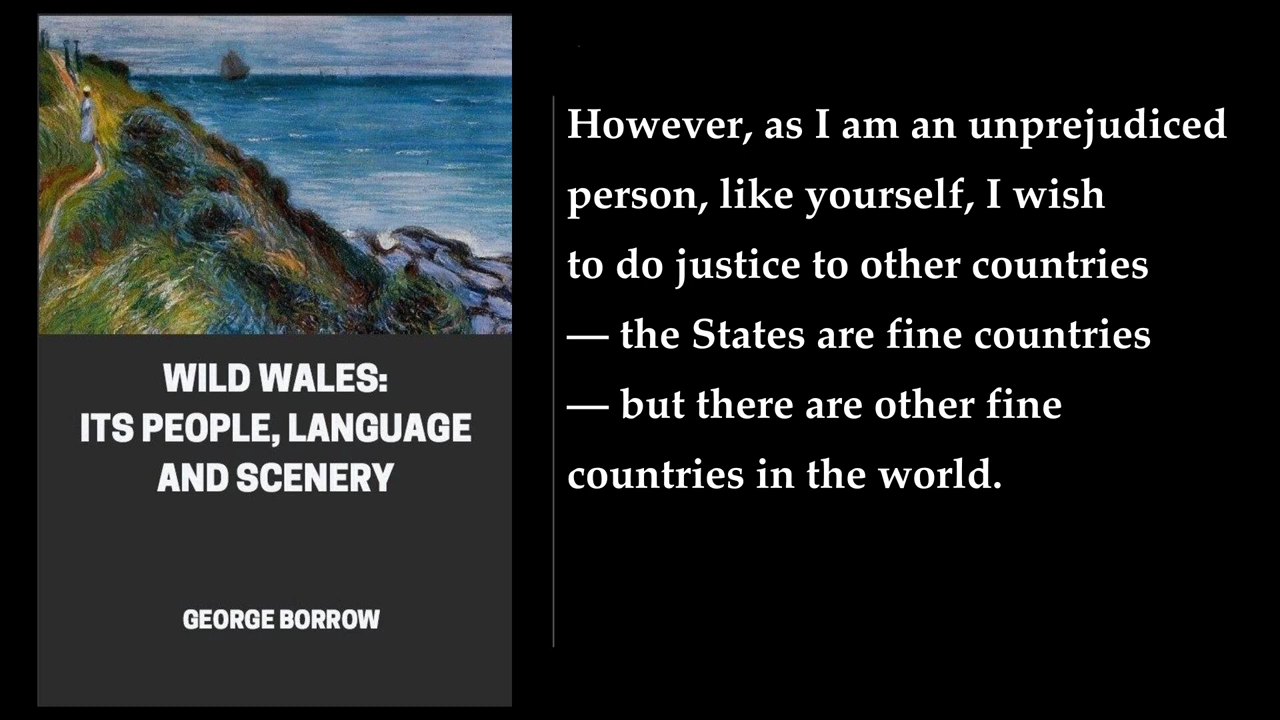 WILD WALES:
ITS PEOPLE, LANGUAGE
AND SCENERY
GEORGE BORROW
However, as I am an unprejudiced
person, like yourself, I wish
to do justice to other countries
— the States are fine countries
— but there are other fine
countries in the world.